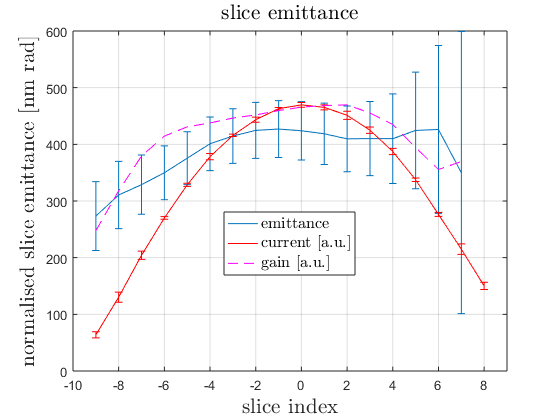 slice emittance
normalised slice emittance [nm rad]
600
500
400
300
200
100
0
emittance
current [a.u.]
gain [a.u.]
-10 -8 -6 -4 -2 0 2 4 6 8
slice index